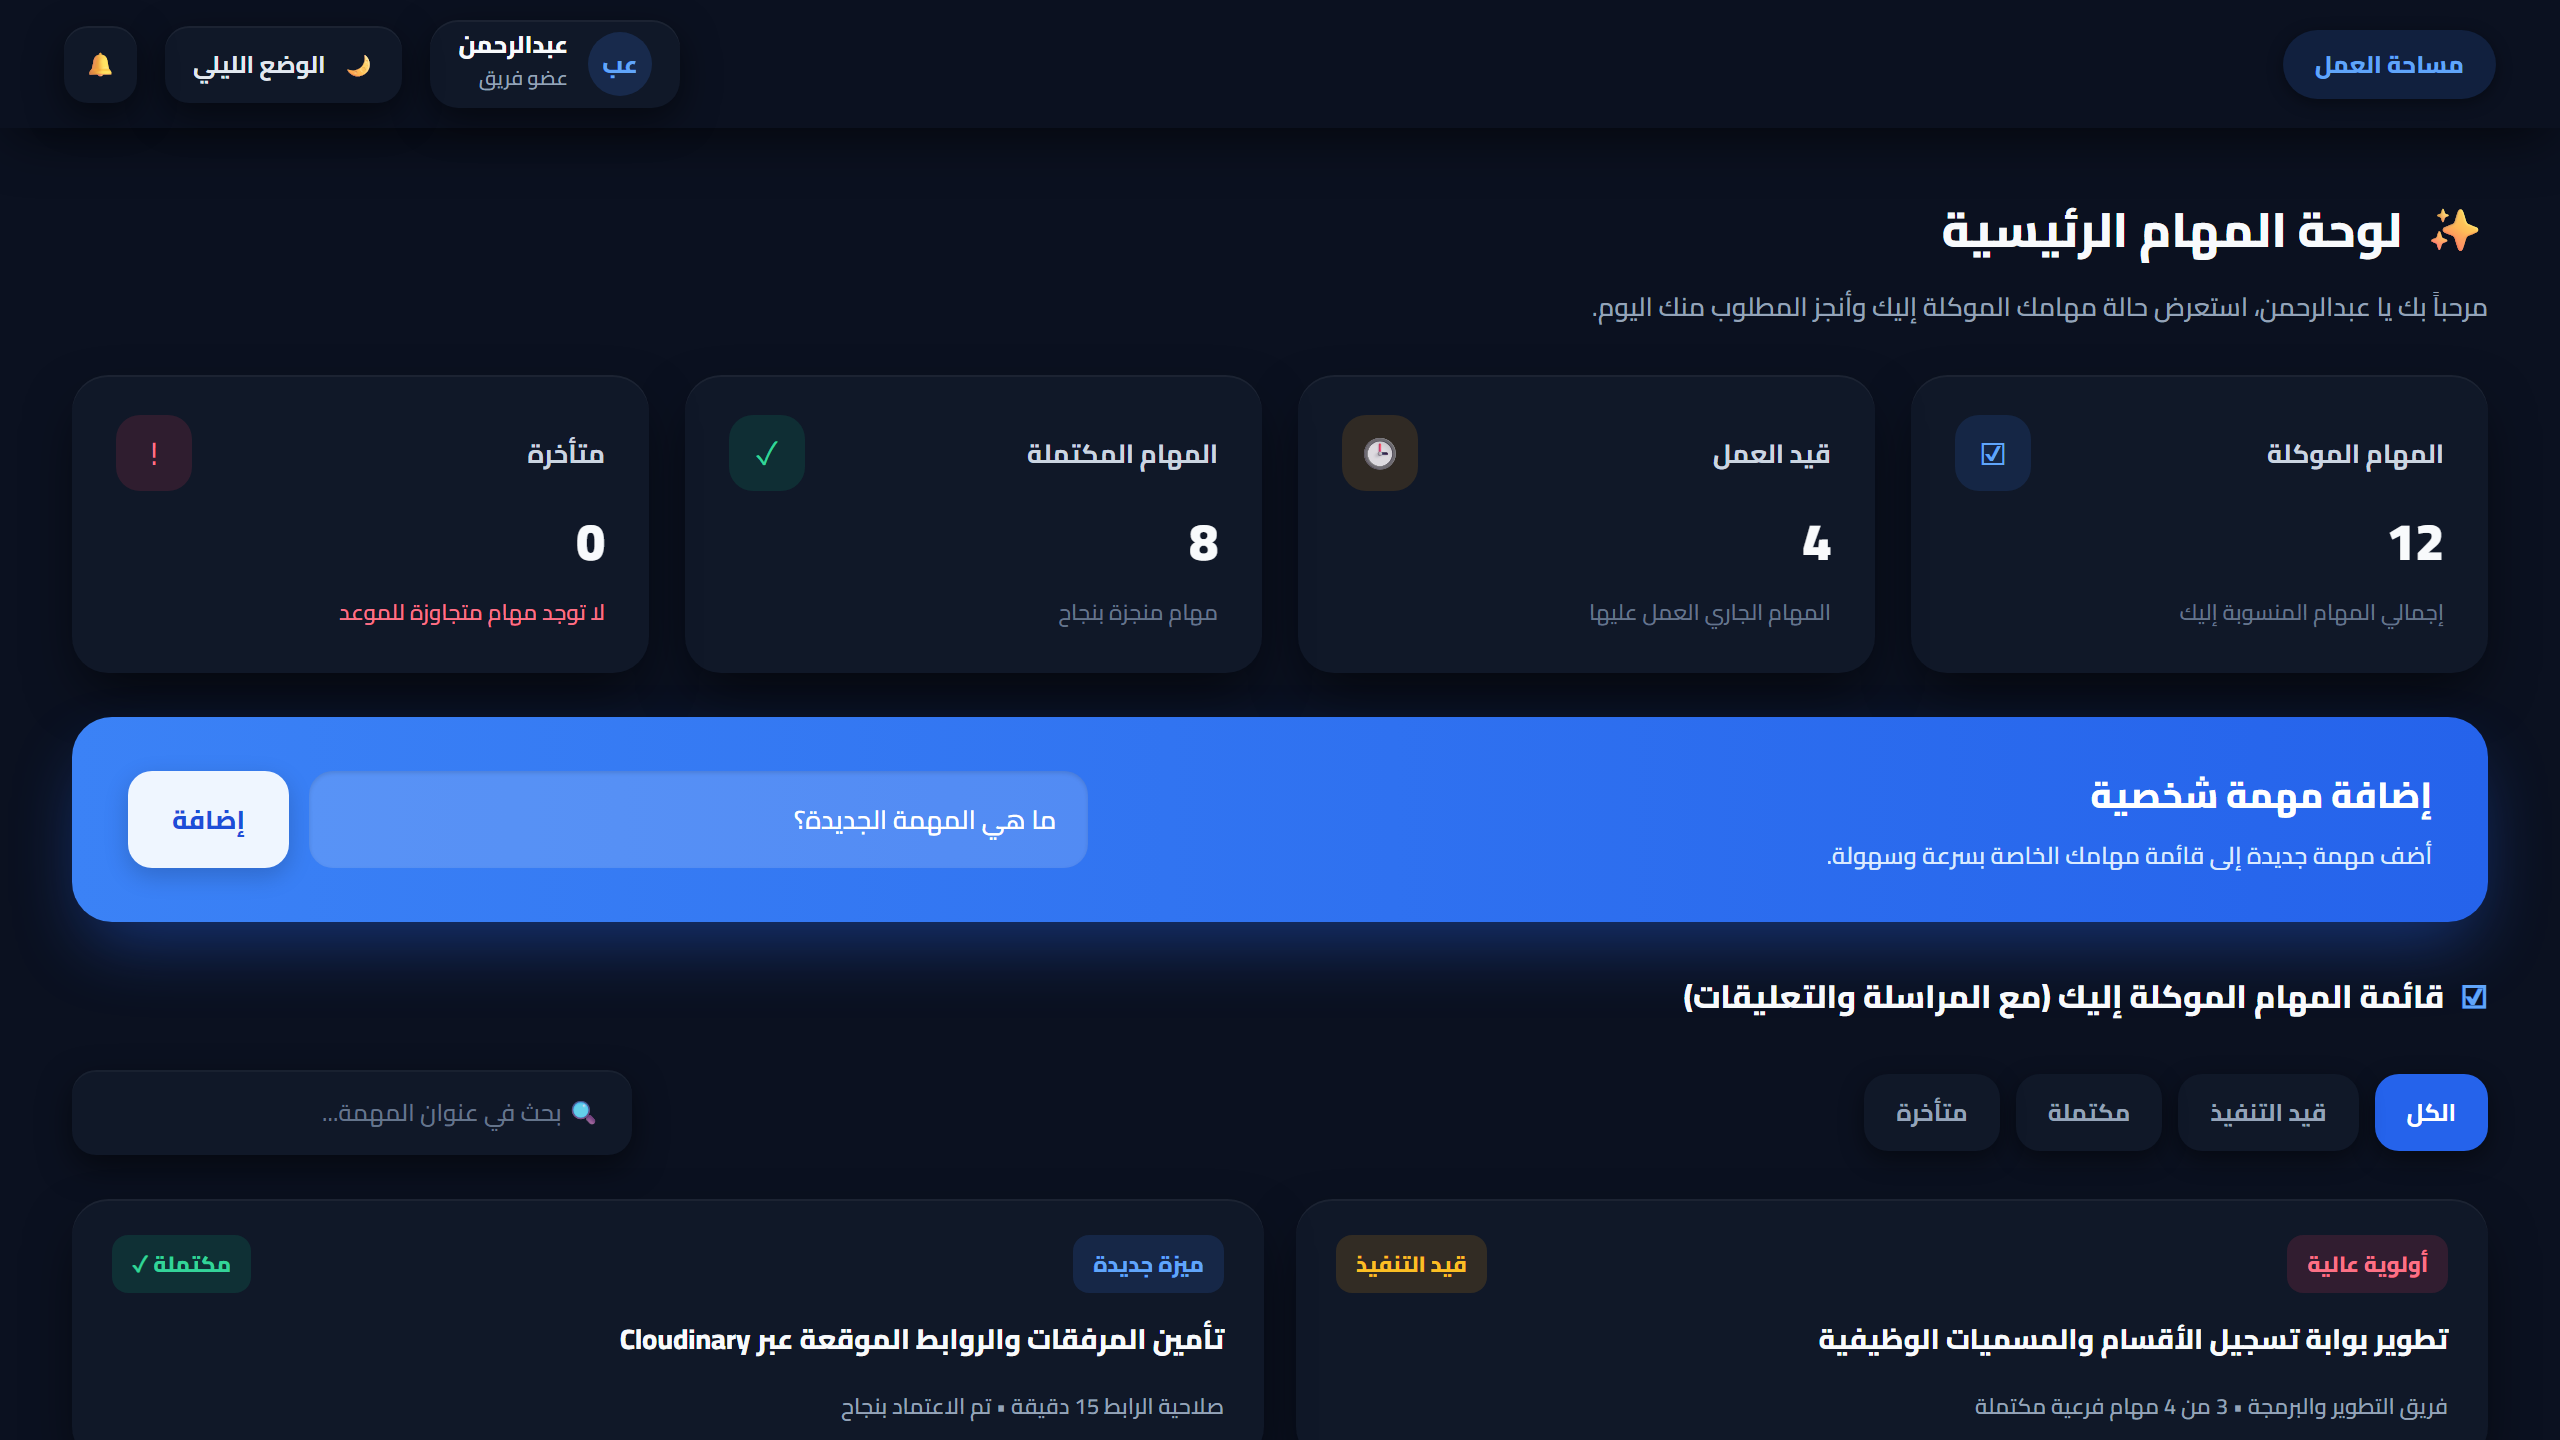 مساحة العمل
عبدالرحمن
عضو فريق
عب
الوضع الليلي
لوحة المهام الرئيسية
مرحباً بك يا عبدالرحمن، استعرض حالة مهامك الموكلة إليك وأنجز المطلوب منك اليوم.
المهام الموكلة
12
إجمالي المهام المنسوبة إليك
قيد العمل
4
المهام الجاري العمل عليها
المهام المكتملة
✓
8
مهام منجزة بنجاح
متأخرة
!
0
لا توجد مهام متجاوزة للموعد
إضافة مهمة شخصية
أضف مهمة جديدة إلى قائمة مهامك الخاصة بسرعة وسهولة.
ما هي المهمة الجديدة؟
إضافة
قائمة المهام الموكلة إليك (مع المراسلة والتعليقات)
الكل
قيد التنفيذ
مكتملة
متأخرة
بحث في عنوان المهمة...
أولوية عالية
قيد التنفيذ
تطوير بوابة تسجيل الأقسام والمسميات الوظيفية
فريق التطوير والبرمجة ▪ 3 من 4 مهام فرعية مكتملة
ميزة جديدة
مكتملة ✓
تأمين المرفقات والروابط الموقعة عبر Cloudinary
صلاحية الرابط 15 دقيقة ▪ تم الاعتماد بنجاح